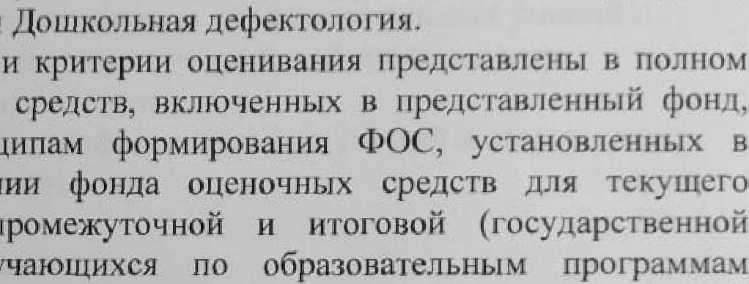 Дошкольная дефектология.
и критерии оценивания представлены в полном
средств, включенных в представленный фонд,
ципам формирования ФОС, установленных в
нии фонда оценочных средств для текущего
промежуточной и итоговой (государственной
учающихся по образовательным программам